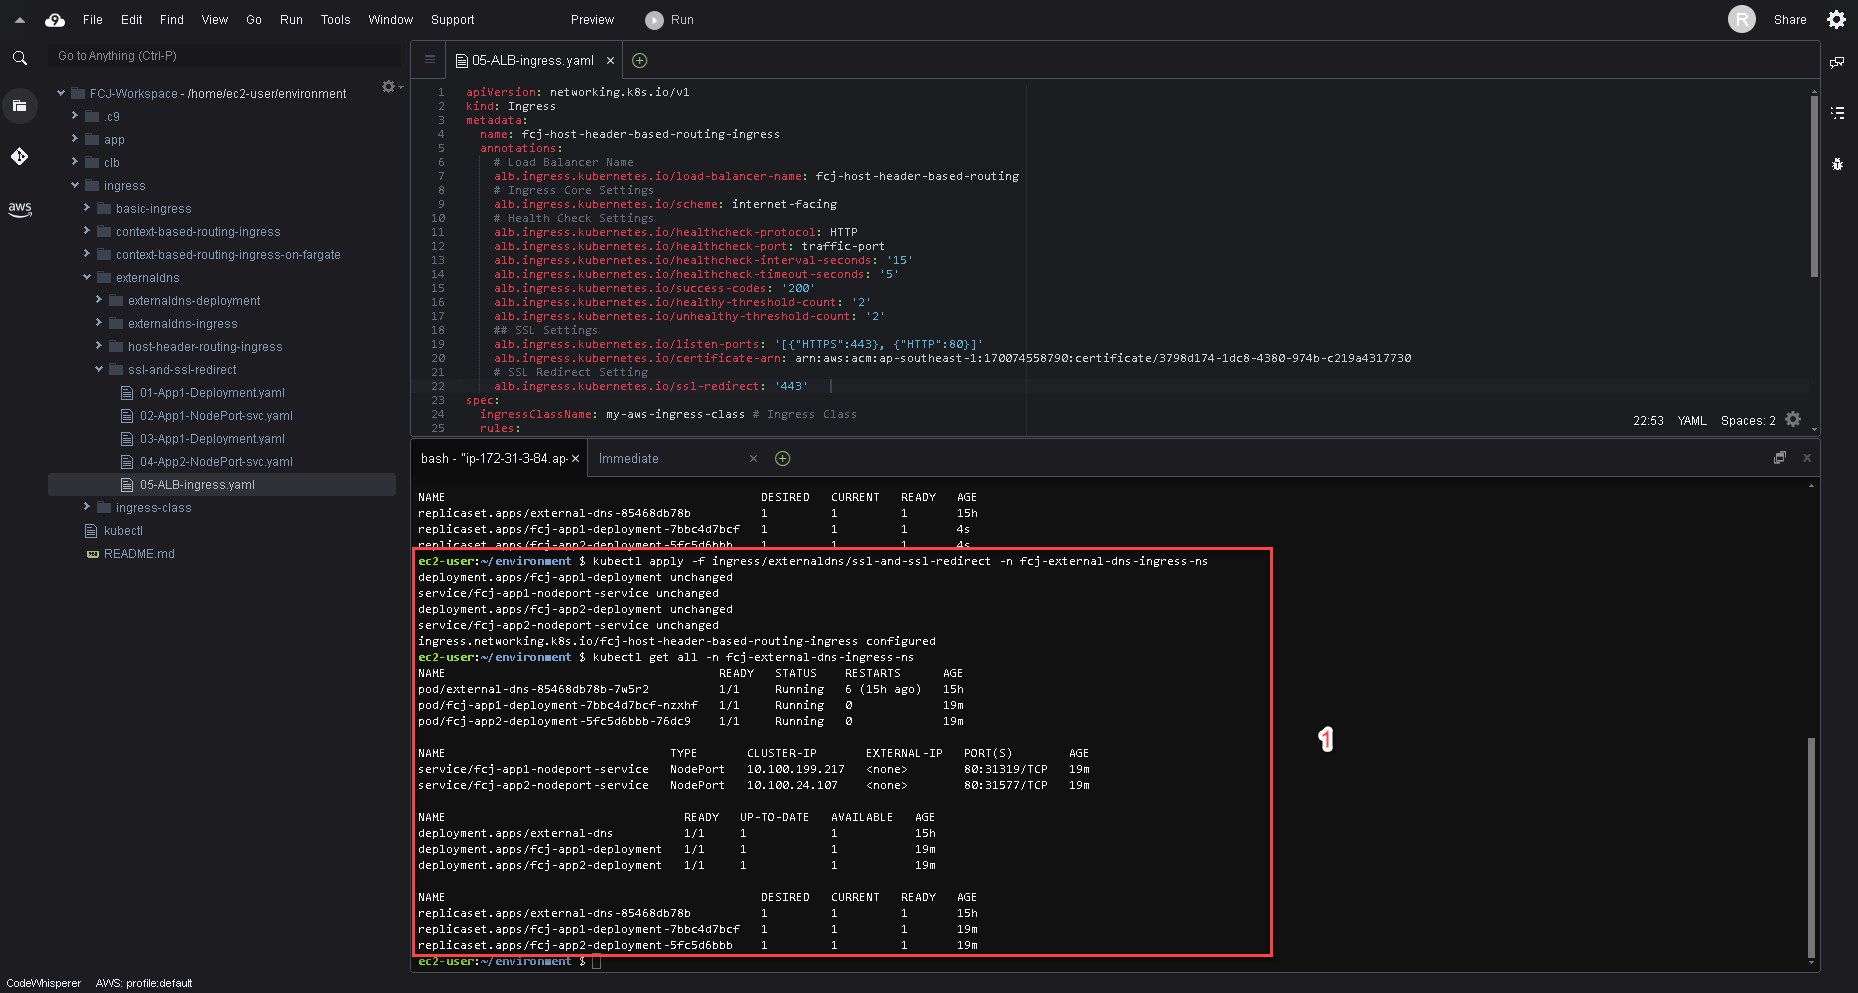 File Edit Find View Go Run Tools Window Support Preview Run R Share
Go to Anything (Ctrl-P)
FCJ-Workspace - /home/ec2-user/environment
.c9
app
clb
ingress
basic-ingress
context-based-routing-ingress
context-based-routing-ingress-on-fargate
externaldns
externaldns-deployment
externaldns-ingress
host-header-routing-ingress
ssl-and-ssl-redirect
01-App1-Deployment.yaml
02-App1-NodePort-svc.yaml
03-App1-Deployment.yaml
04-App2-NodePort-svc.yaml
05-ALB-ingress.yaml
ingress-class
kubectl
README.md
aws
05-ALB-ingress.yaml
1 apiVersion: networking.k8s.io/v1
2 kind: Ingress
3 metadata:
4 name: fcj-host-header-based-routing-ingress
5 annotations:
6 # Load Balancer Name
7 alb.ingress.kubernetes.io/load-balancer-name: fcj-host-header-based-routing
8 # Ingress Core Settings
9 alb.ingress.kubernetes.io/scheme: internet-facing
10 # Health Check Settings
11 alb.ingress.kubernetes.io/healthcheck-protocol: HTTP
12 alb.ingress.kubernetes.io/healthcheck-port: traffic-port
13 alb.ingress.kubernetes.io/healthcheck-interval-seconds: '15'
14 alb.ingress.kubernetes.io/healthcheck-timeout-seconds: '5'
15 alb.ingress.kubernetes.io/success-codes: '200'
16 alb.ingress.kubernetes.io/healthy-threshold-count: '2'
17 alb.ingress.kubernetes.io/unhealthy-threshold-count: '2'
18 ## SSL Settings
19 alb.ingress.kubernetes.io/listen-ports: '[{"HTTPS":443}, {"HTTP":80}]'
20 alb.ingress.kubernetes.io/certificate-arn: arn:aws:acm:ap-southeast-1:170074558790:certificate/3798d174-1dc8-4380-974b-c219a4317730
21 # SSL Redirect Setting
22 alb.ingress.kubernetes.io/ssl-redirect: '443'
23 spec:
24 ingressClassName: my-aws-ingress-class # Ingress Class
25 rules:
22:53 YAML Spaces: 2
bash - "ip-172-31-3-84.ap- Immediate
NAME DESIRED CURRENT READY AGE
replicaset.apps/external-dns-85468db78b 1 1 1 15h
replicaset.apps/fcj-app1-deployment-7bbc4d7bcf 1 1 1 4s
replicaset.apps/fcj-app2-deployment-5fc5d6bbb 1 1 1 4s
ec2-user:~/environment $ kubectl apply -f ingress/externaldns/ssl-and-ssl-redirect -n fcj-external-dns-ingress-ns
deployment.apps/fcj-app1-deployment unchanged
service/fcj-app1-nodeport-service unchanged
deployment.apps/fcj-app2-deployment unchanged
service/fcj-app2-nodeport-service unchanged
ingress.networking.k8s.io/fcj-host-header-based-routing-ingress configured
ec2-user:~/environment $ kubectl get all -n fcj-external-dns-ingress-ns
NAME READY STATUS RESTARTS AGE
pod/external-dns-85468db78b-7w5r2 1/1 Running 6 (15h ago) 15h
pod/fcj-app1-deployment-7bbc4d7bcf-nzxhf 1/1 Running 0 19m
pod/fcj-app2-deployment-5fc5d6bbb-76dc9 1/1 Running 0 19m
NAME TYPE CLUSTER-IP EXTERNAL-IP PORT(S) AGE
service/fcj-app1-nodeport-service NodePort 10.100.199.217 <none> 80:31319/TCP 19m
service/fcj-app2-nodeport-service NodePort 10.100.24.107 <none> 80:31577/TCP 19m
NAME READY UP-TO-DATE AVAILABLE AGE
deployment.apps/external-dns 1/1 1 1 15h
deployment.apps/fcj-app1-deployment 1/1 1 1 19m
deployment.apps/fcj-app2-deployment 1/1 1 1 19m
NAME DESIRED CURRENT READY AGE
replicaset.apps/external-dns-85468db78b 1 1 1 15h
replicaset.apps/fcj-app1-deployment-7bbc4d7bcf 1 1 1 19m
replicaset.apps/fcj-app2-deployment-5fc5d6bbb 1 1 1 19m
ec2-user:~/environment $
1
CodeWhisperer AWS: profile:default